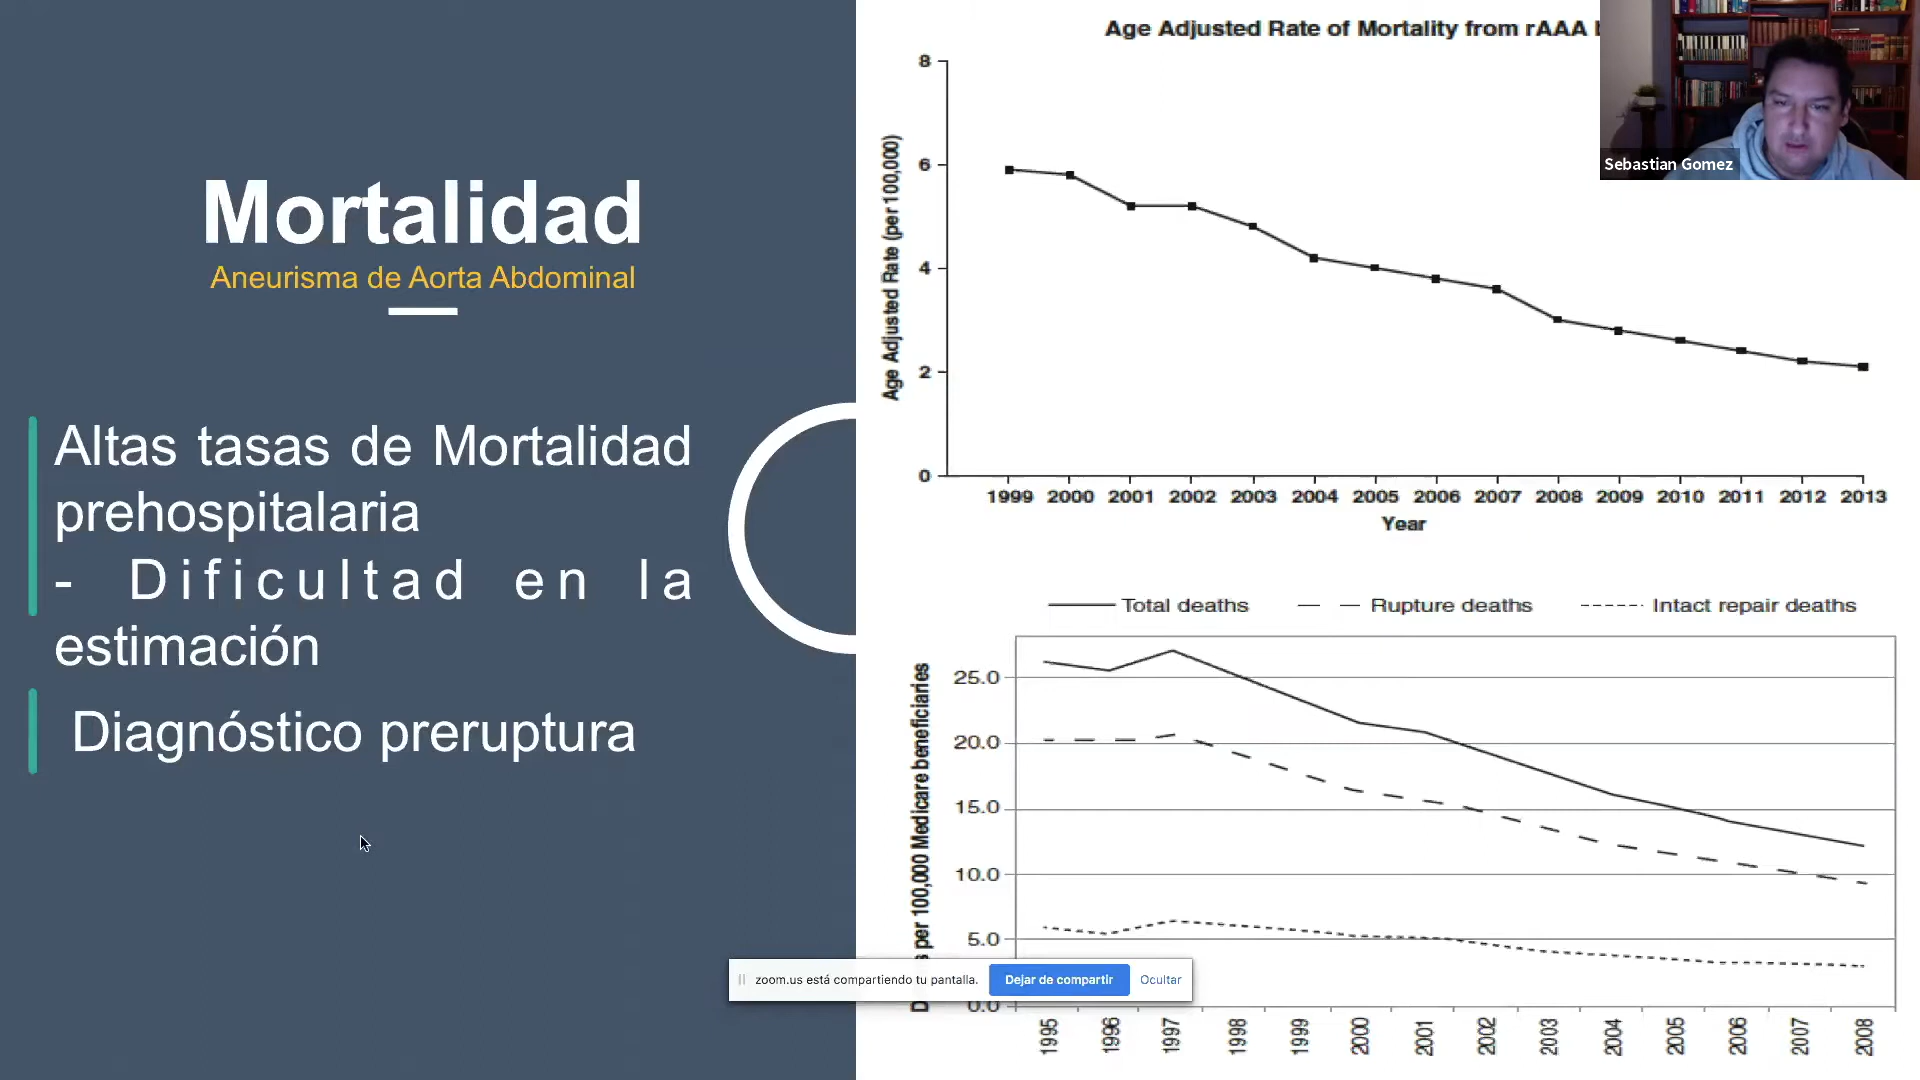 Mortalidad
Aneurisma de Aorta Abdominal
Altas tasas de Mortalidad
prehospitalaria
- Dificultad en la
estimación
Diagnóstico preruptura
Age Adjusted Rate of Mortality from rAAA
Age Adjusted Rate (per 100,000)
8
6
4
2
0
1999 2000 2001 2002 2003 2004 2005 2006 2007 2008 2009 2010 2011 2012 2013
Year
Sebastian Gomez
Total deaths Rupture deaths Intact repair deaths
per 100,000 Medicare beneficiaries
25.0
20.0
15.0
10.0
5.0
0.0
1995 1996 1997 1998 1999 2000 2001 2002 2003 2004 2005 2006 2007 2008
zoom.us está compartiendo tu pantalla. Dejar de compartir Ocultar